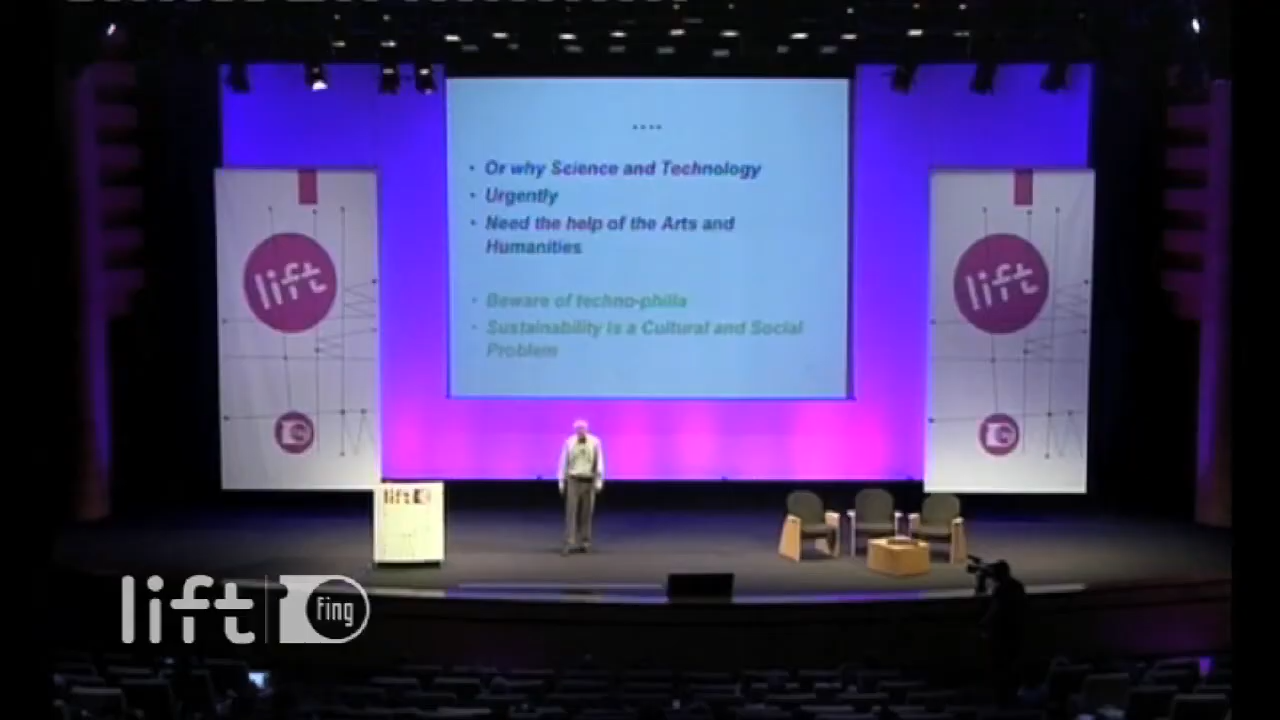 ....
• Or why Science and Technology
• Urgently
• Need the help of the Arts and
Humanities
• Beware of techno-philia
• Sustainability is a Cultural and Social
Problem
lift
lift
lift
lift
Fing